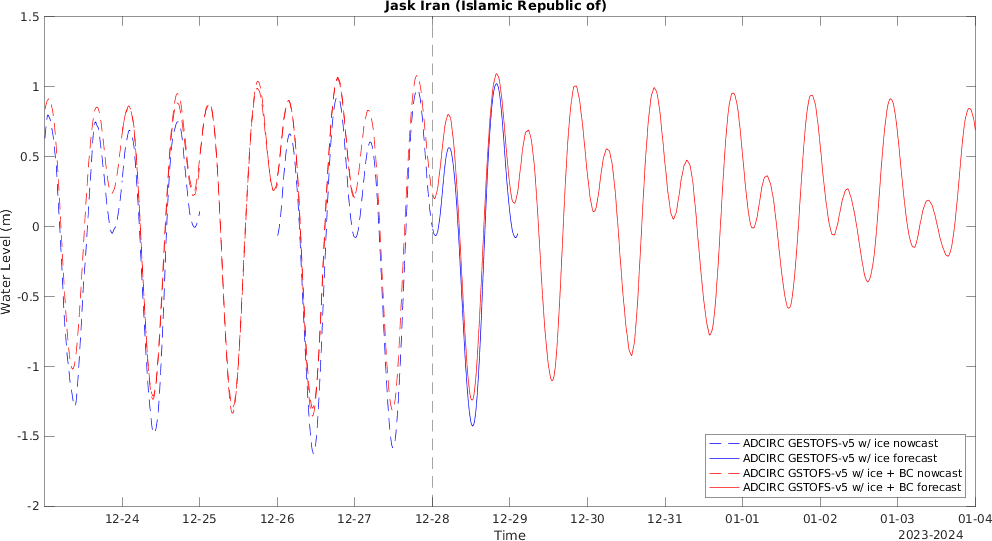 Jask Iran (Islamic Republic of)
1.5
1
0.5
0
-0.5
-1
-1.5
-2
Water Level (m)
ADCIRC GESTOFS-v5 w/ ice nowcast
ADCIRC GESTOFS-v5 w/ ice forecast
ADCIRC GSTOFS-v5 w/ ice + BC nowcast
ADCIRC GSTOFS-v5 w/ ice + BC forecast
12-24 12-25 12-26 12-27 12-28 12-29 12-30 12-31 01-01 01-02 01-03 01-04
Time
2023-2024